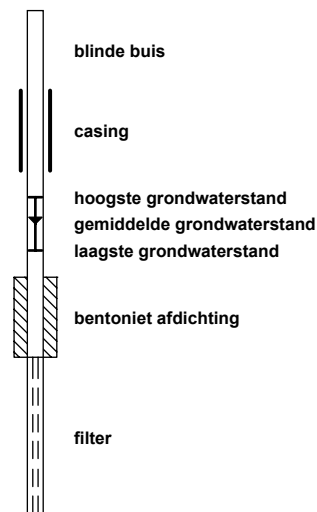 blinde buis
casing
hoogste grondwaterstand
gemiddelde grondwaterstand
laagste grondwaterstand
bentoniet afdichting
filter